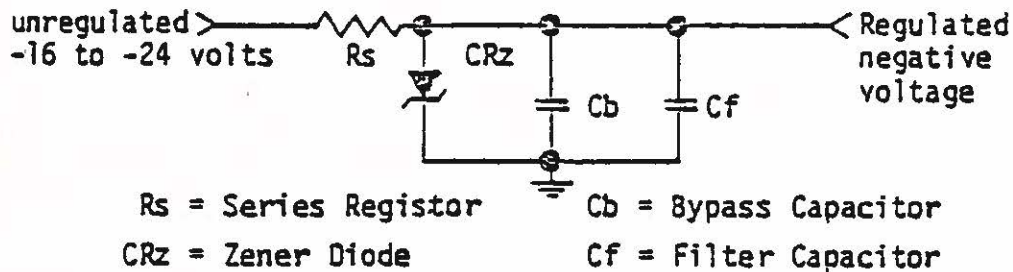 unregulated
-16 to -24 volts
Rs
CRz
Cb
Cf
Regulated
negative
voltage
Rs = Series Registor
Cb = Bypass Capacitor
CRz = Zener Diode
Cf = Filter Capacitor